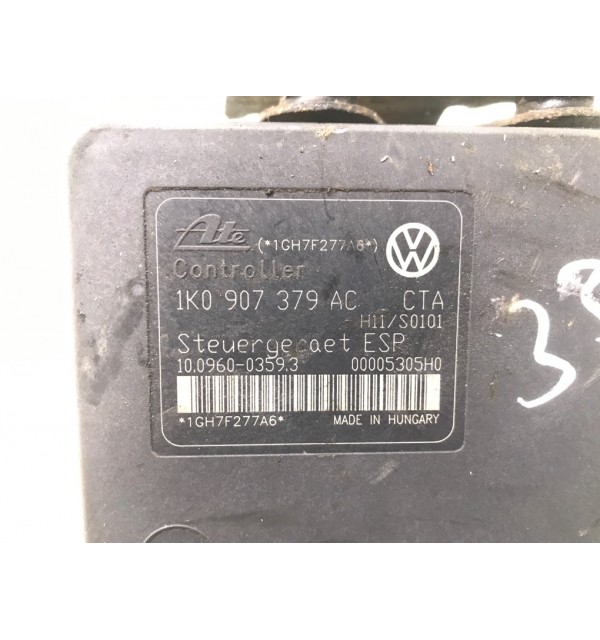 Ate (*1GH7F277A6*)
Controller
1K0 907 379 AC CTA
H11/S0101
Steuergeraet ESP
10.0960-0359.3 00005305H0
*1GH7F277A6* MADE IN HUNGARY